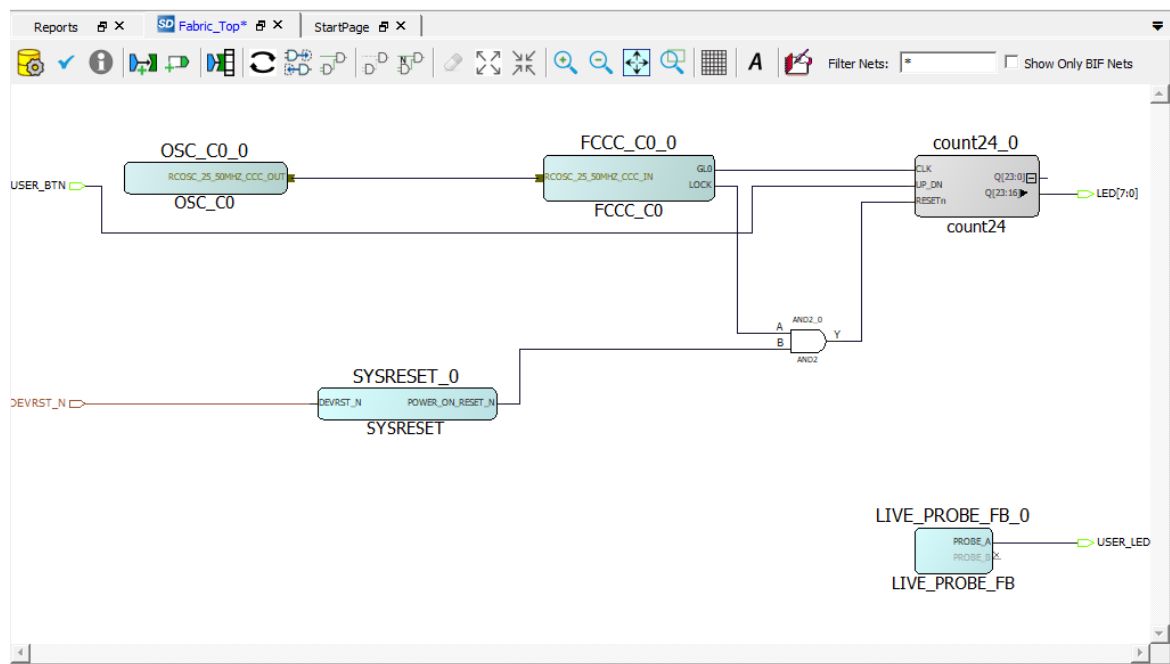 Reports
SD Fabric_Top*
StartPage
Filter Nets: *
Show Only BIF Nets
OSC_C0_0
RCOSC_25_50MHZ_CCC_OUT
OSC_C0
USER_BTN
FCCC_C0_0
GL0
RCOSC_25_50MHZ_CCC_IN
LOCK
FCCC_C0
count24_0
CLK
Q[23:0]
UP_DN
Q[23:16]
RESETn
count24
LED[7:0]
AND2_0
A
B
Y
AND2
SYSRESET_0
DEVRST_N
DEVRST_N
POWER_ON_RESET_N
SYSRESET
LIVE_PROBE_FB_0
PROBE_A
PROBE_B
LIVE_PROBE_FB
USER_LED